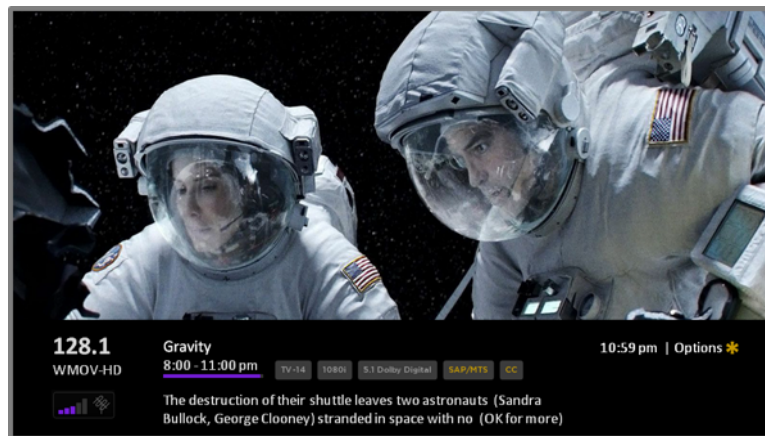 128.1
WMOV-HD
Gravity
8:00 - 11:00 pm
TV-14
1080i
5.1 Dolby Digital
SAP/MTS
CC
10:59 pm | Options ✱
The destruction of their shuttle leaves two astronauts (Sandra
Bullock, George Clooney) stranded in space with no (OK for more)